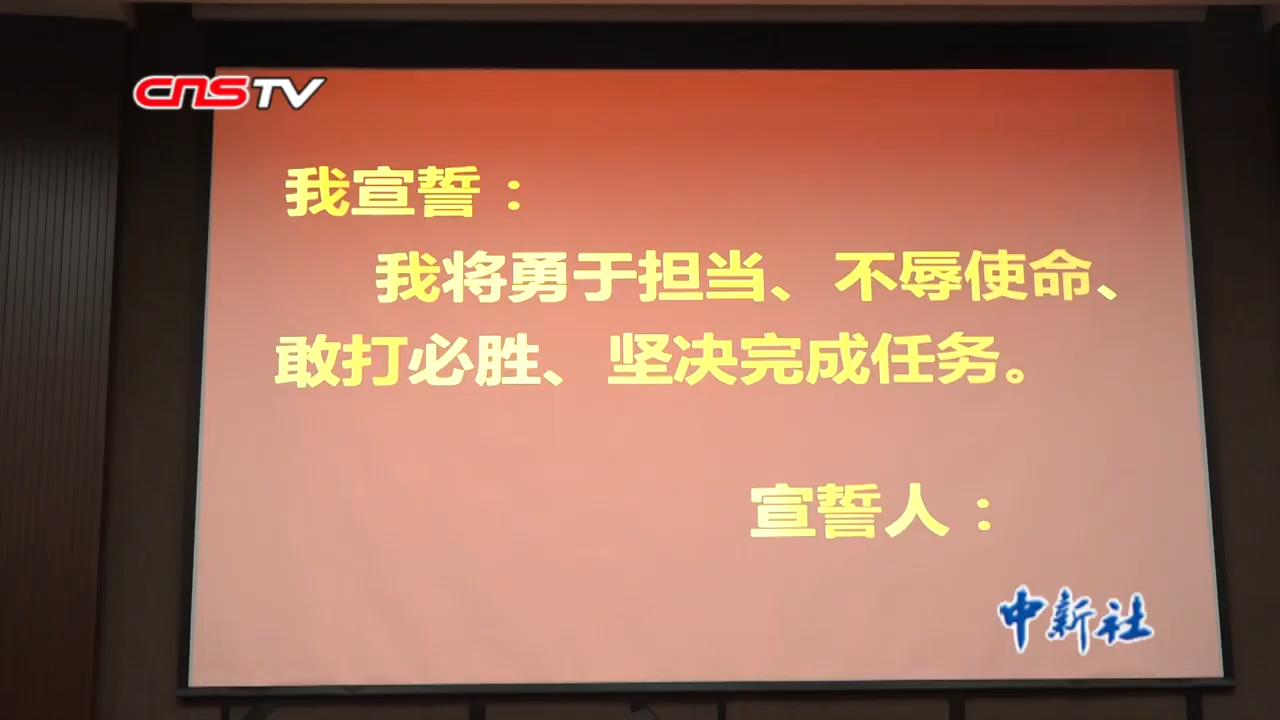 CNSTV
我宣誓：
我将勇于担当、不辱使命、
敢打必胜、坚决完成任务。
宣誓人：
中新社